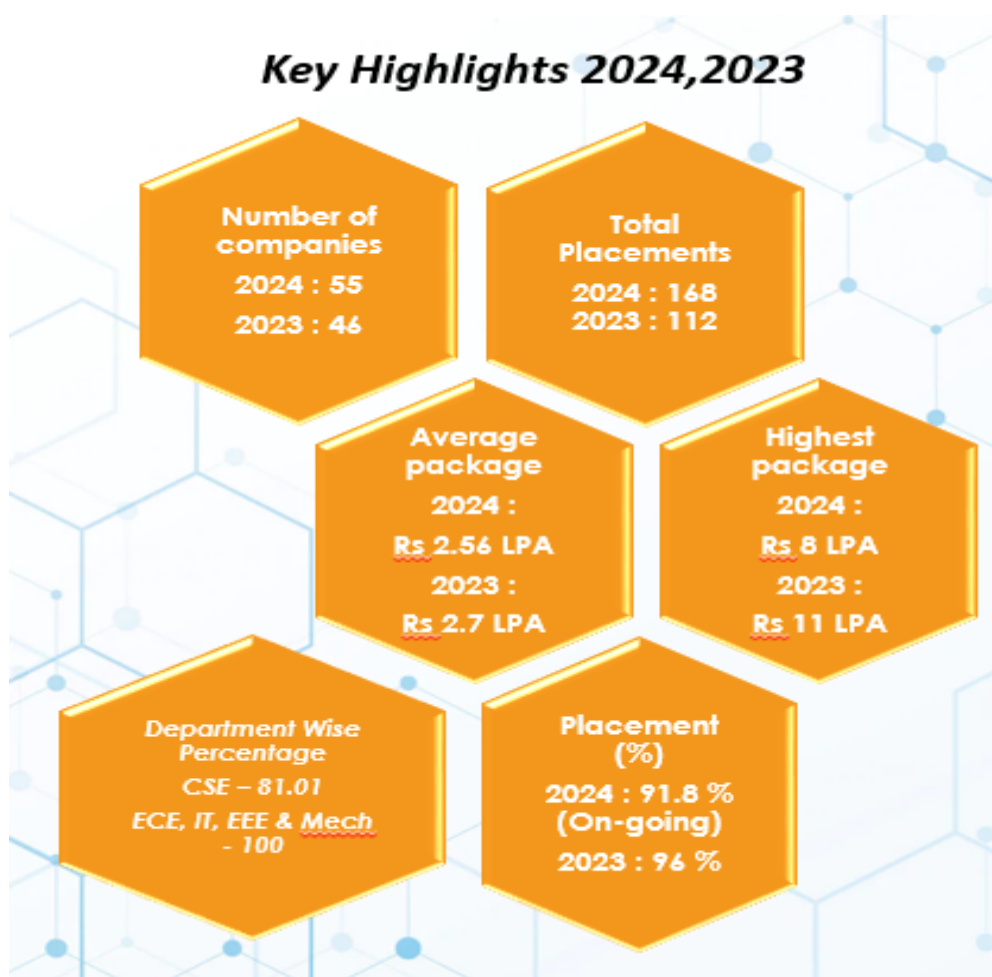 Key Highlights 2024,2023
Number of
companies
2024 : 55
2023 : 46
Total
Placements
2024 : 168
2023 : 112
Average
package
2024 :
Rs 2.56 LPA
2023 :
Rs 2.7 LPA
Highest
package
2024 :
Rs 8 LPA
2023 :
Rs 11 LPA
Department Wise
Percentage
CSE – 81.01
ECE, IT, EEE & Mech
- 100
Placement
(%)
2024 : 91.8 %
(On-going)
2023 : 96 %